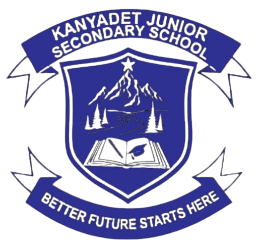 KANYADET JUNIOR
SECONDARY SCHOOL
BETTER FUTURE STARTS HERE